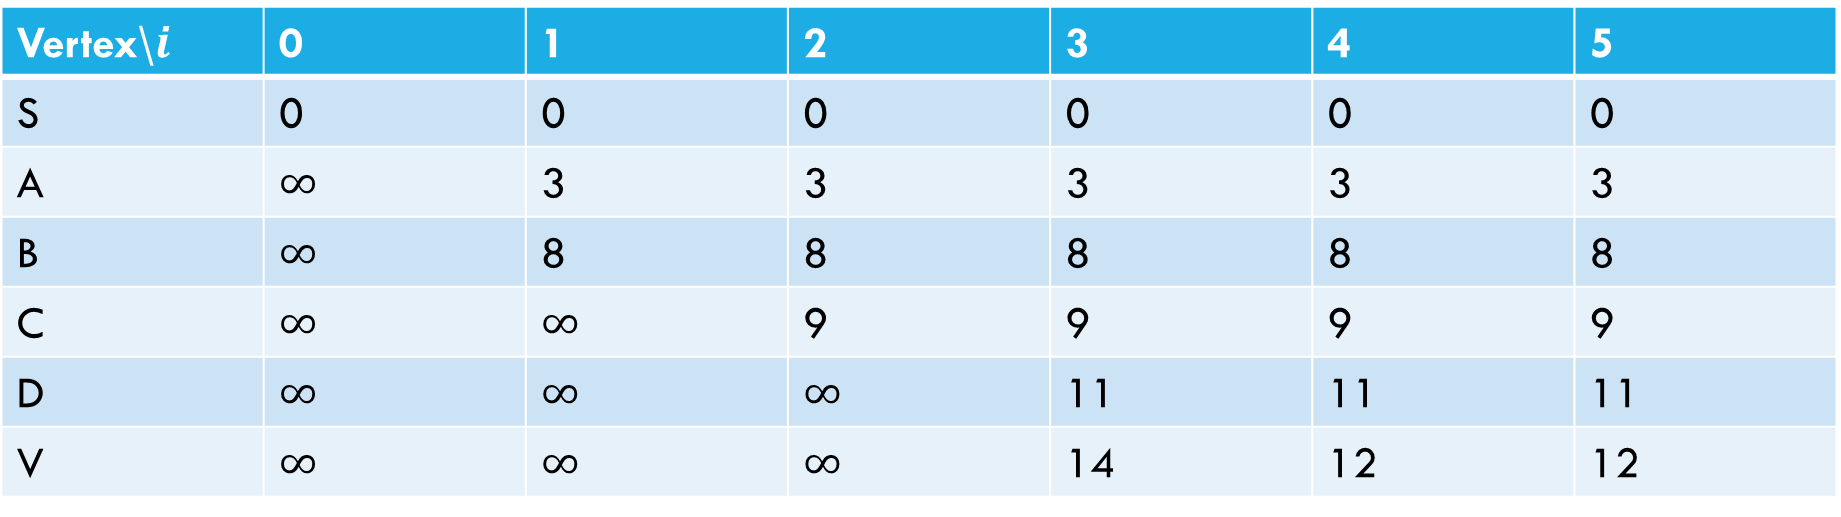 Vertex\i 0 1 2 3 4 5
S 0 0 0 0 0 0
A ∞ 3 3 3 3 3
B ∞ 8 8 8 8 8
C ∞ ∞ 9 9 9 9
D ∞ ∞ ∞ 11 11 11
V ∞ ∞ ∞ 14 12 12